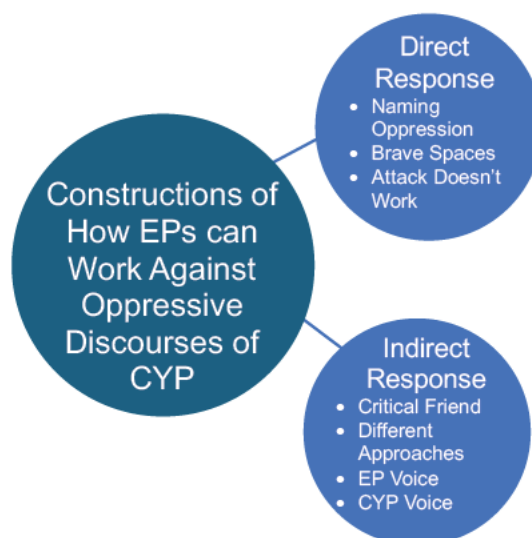 Constructions of
How EPs can
Work Against
Oppressive
Discourses of
CYP
Direct
Response
• Naming
Oppression
• Brave Spaces
• Attack Doesn't
Work
Indirect
Response
• Critical Friend
• Different
Approaches
• EP Voice
• CYP Voice